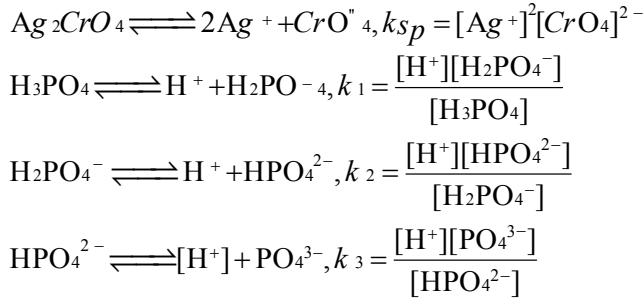 Ag₂CrO₄ ⇌ 2Ag⁺ + CrO"₄, kₛₚ = [Ag⁺]²[CrO₄]²⁻
H₃PO₄ ⇌ H⁺ + H₂PO⁻₄, k₁ = [H⁺][H₂PO₄⁻] / [H₃PO₄]
H₂PO₄⁻ ⇌ H⁺ + HPO₄²⁻, k₂ = [H⁺][HPO₄²⁻] / [H₂PO₄⁻]
HPO₄²⁻ ⇌ [H⁺] + PO₄³⁻, k₃ = [H⁺][PO₄³⁻] / [HPO₄²⁻]